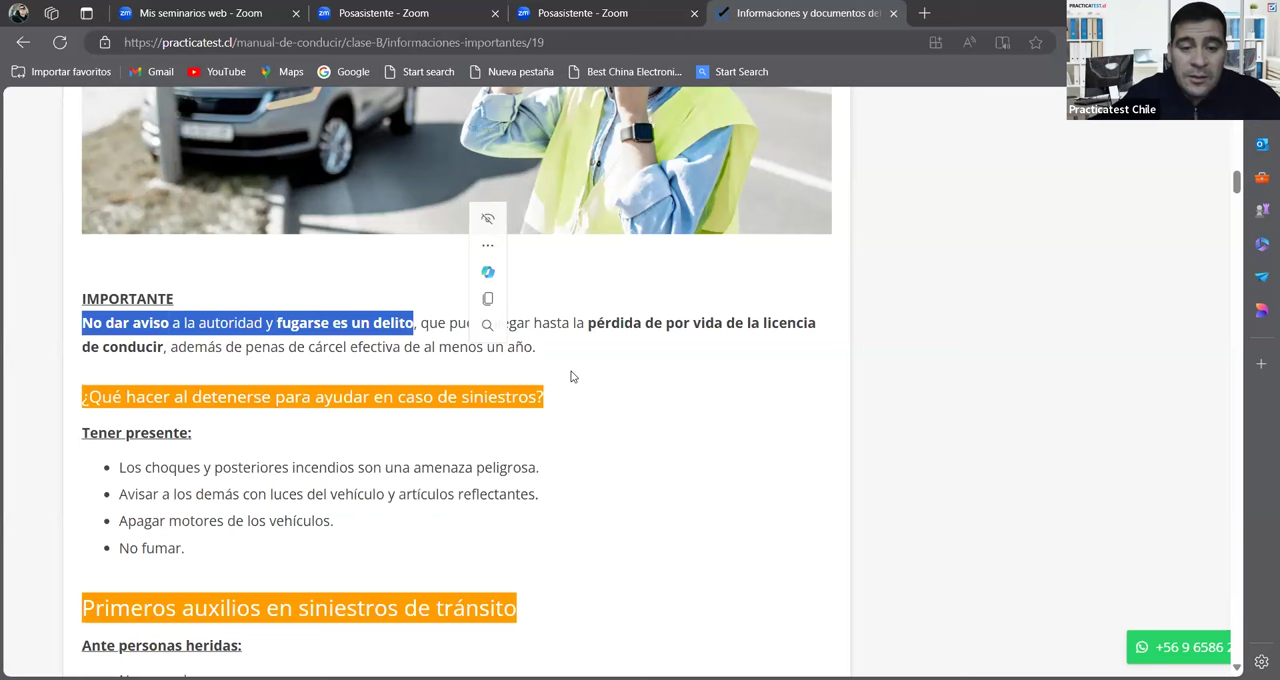 Mis seminarios web - Zoom
Posasistente - Zoom
Posasistente - Zoom
Informaciones y documentos de
https://practicatest.cl/manual-de-conducir/clase-B/informaciones-importantes/19
Importar favoritos
Gmail
YouTube
Maps
Google
Start search
Nueva pestaña
Best China Electroni...
Start Search
PRACTICATEST.cl
Practicatest Chile
IMPORTANTE
No dar aviso a la autoridad y fugarse es un delito, que hasta la pérdida de por vida de la licencia
de conducir, además de penas de cárcel efectiva de al menos un año.
¿Qué hacer al detenerse para ayudar en caso de siniestros?
Tener presente:
Los choques y posteriores incendios son una amenaza peligrosa.
Avisar a los demás con luces del vehículo y artículos reflectantes.
Apagar motores de los vehículos.
No fumar.
Primeros auxilios en siniestros de tránsito
Ante personas heridas:
+56 9 6586